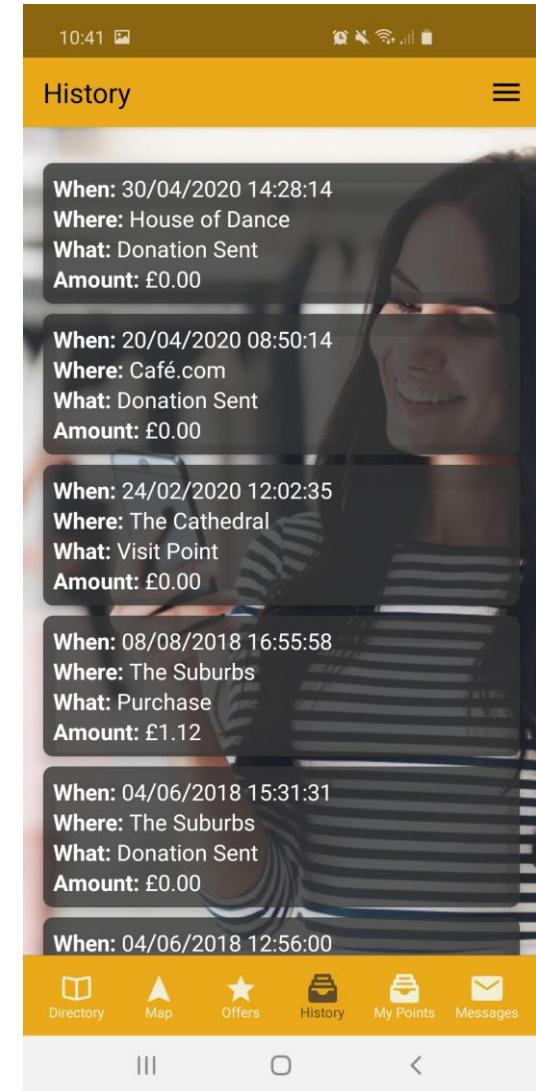 10:41
History
When: 30/04/2020 14:28:14
Where: House of Dance
What: Donation Sent
Amount: £0.00
When: 20/04/2020 08:50:14
Where: Café.com
What: Donation Sent
Amount: £0.00
When: 24/02/2020 12:02:35
Where: The Cathedral
What: Visit Point
Amount: £0.00
When: 08/08/2018 16:55:58
Where: The Suburbs
What: Purchase
Amount: £1.12
When: 04/06/2018 15:31:31
Where: The Suburbs
What: Donation Sent
Amount: £0.00
When: 04/06/2018 12:56:00
Directory Map Offers History My Points Messages